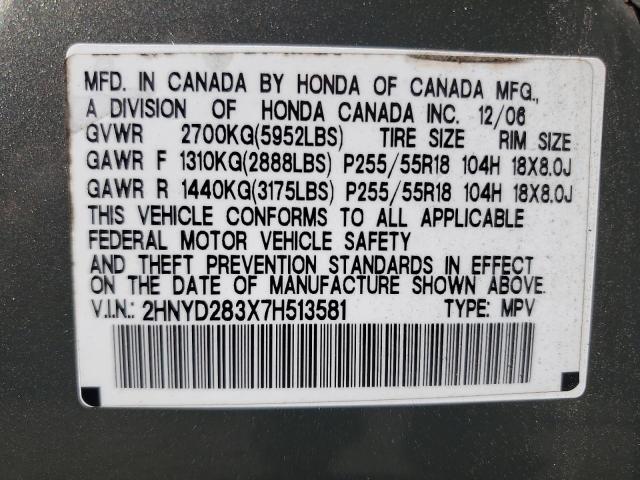 MFD. IN CANADA BY HONDA OF CANADA MFG.,
A DIVISION OF HONDA CANADA INC. 12/06
GVWR 2700KG(5952LBS) TIRE SIZE RIM SIZE
GAWR F 1310KG(2888LBS) P255/55R18 104H 18X8.0J
GAWR R 1440KG(3175LBS) P255/55R18 104H 18X8.0J
THIS VEHICLE CONFORMS TO ALL APPLICABLE
FEDERAL MOTOR VEHICLE SAFETY
AND THEFT PREVENTION STANDARDS IN EFFECT
ON THE DATE OF MANUFACTURE SHOWN ABOVE.
V.I.N.: 2HNYD283X7H513581 TYPE: MPV